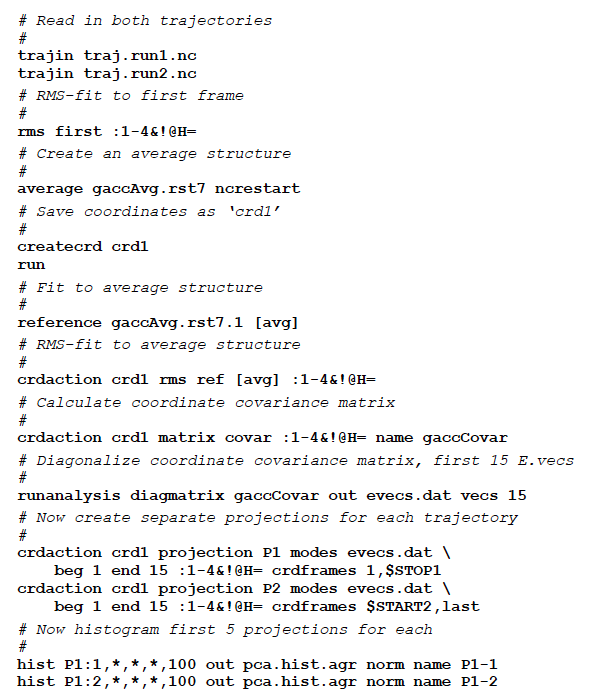 # Read in both trajectories
#
trajin traj.run1.nc
trajin traj.run2.nc
# RMS-fit to first frame
#
rms first :1-4&!@H=
# Create an average structure
#
average gaccAvg.rst7 ncrestart
# Save coordinates as ‘crd1’
#
createcrd crd1
run
# Fit to average structure
#
reference gaccAvg.rst7.1 [avg]
# RMS-fit to average structure
#
crdaction crd1 rms ref [avg] :1-4&!@H=
# Calculate coordinate covariance matrix
#
crdaction crd1 matrix covar :1-4&!@H= name gaccCovar
# Diagonalize coordinate covariance matrix, first 15 E.vecs
#
runanalysis diagmatrix gaccCovar out evecs.dat vecs 15
# Now create separate projections for each trajectory
#
crdaction crd1 projection P1 modes evecs.dat \
beg 1 end 15 :1-4&!@H= crdframes 1,$STOP1
crdaction crd1 projection P2 modes evecs.dat \
beg 1 end 15 :1-4&!@H= crdframes $START2,last
# Now histogram first 5 projections for each
#
hist P1:1,*,*,*,100 out pca.hist.agr norm name P1-1
hist P1:2,*,*,*,100 out pca.hist.agr norm name P1-2